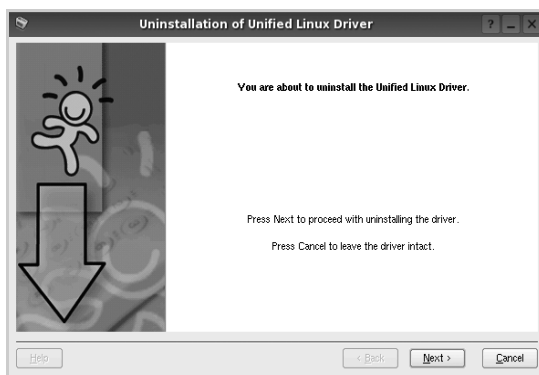 Uninstallation of Unified Linux Driver
You are about to uninstall the Unified Linux Driver.
Press Next to proceed with uninstalling the driver.
Press Cancel to leave the driver intact.
Help
< Back
Next >
Cancel